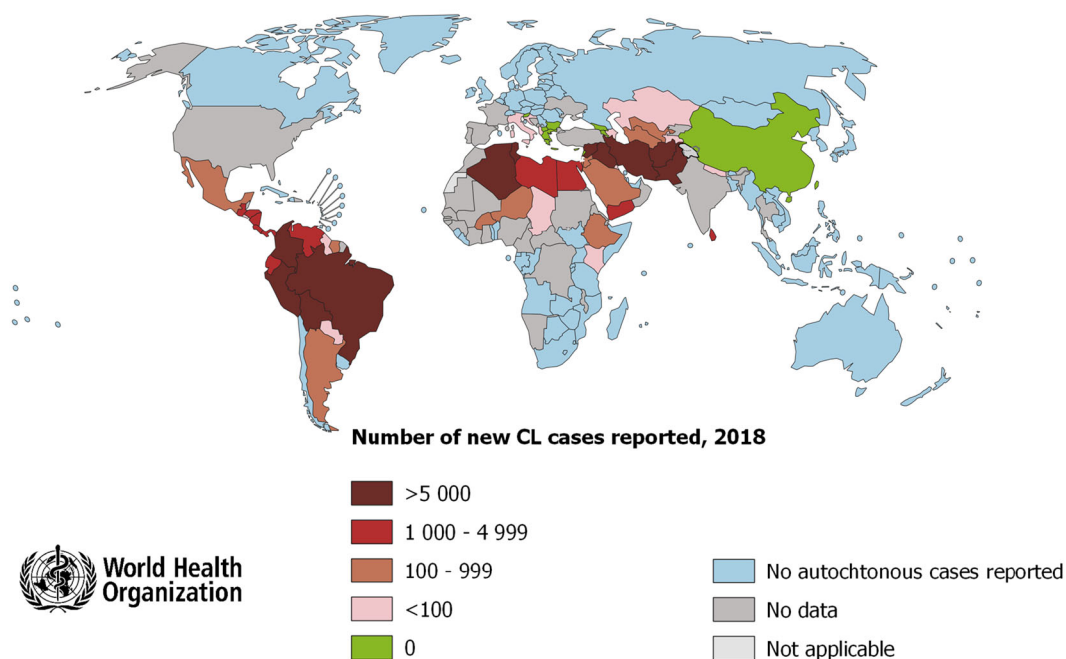 Number of new CL cases reported, 2018
>5 000
1 000 - 4 999
100 - 999
<100
0
No autochtonous cases reported
No data
Not applicable
World Health
Organization